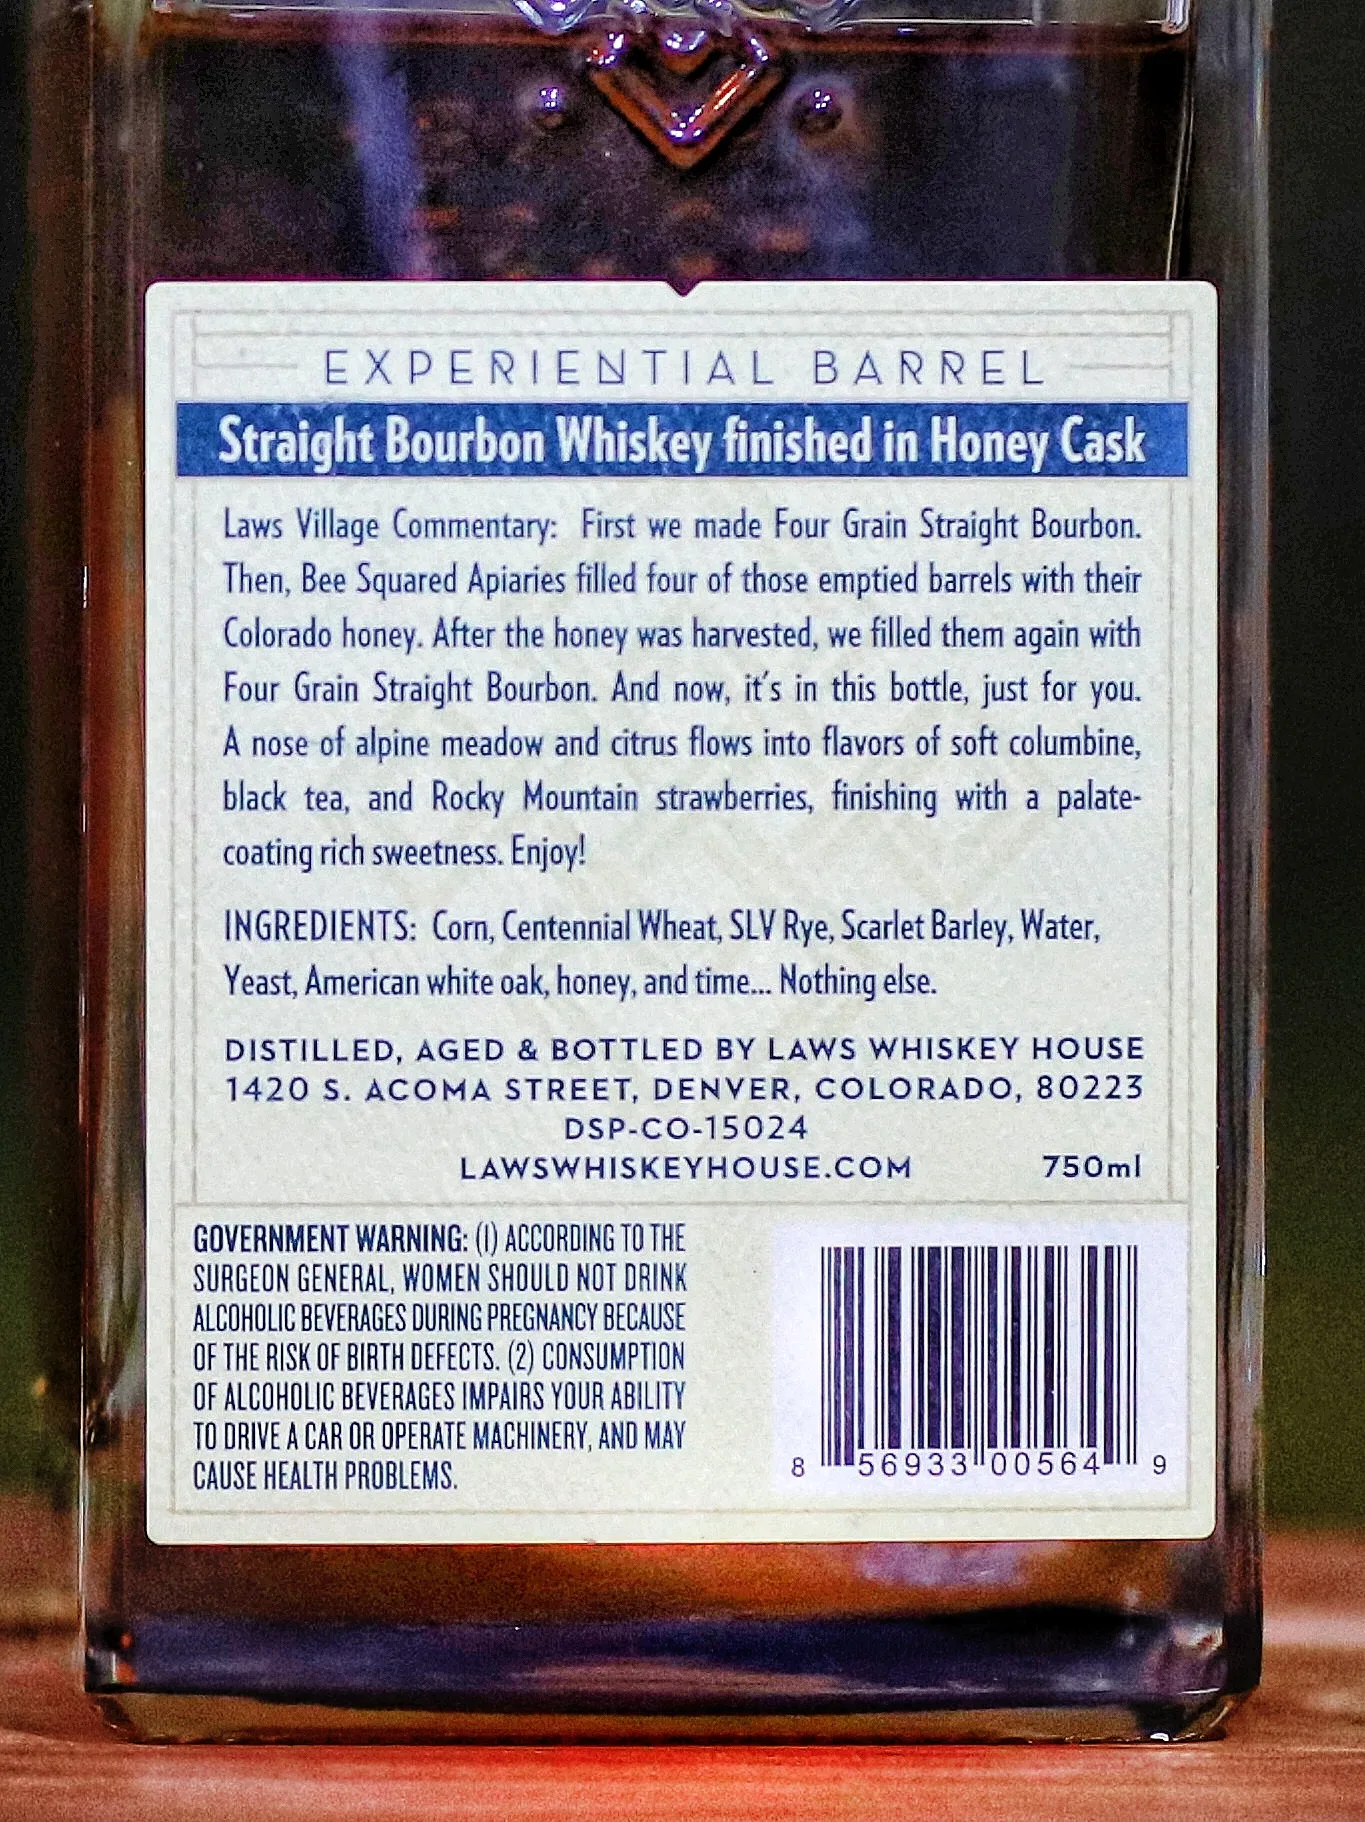 EXPERIENTIAL BARREL
Straight Bourbon Whiskey finished in Honey Cask
Laws Village Commentary: First we made Four Grain Straight Bourbon.
Then, Bee Squared Apiaries filled four of those emptied barrels with their
Colorado honey. After the honey was harvested, we filled them again with
Four Grain Straight Bourbon. And now, it's in this bottle, just for you.
A nose of alpine meadow and citrus flows into flavors of soft columbine,
black tea, and Rocky Mountain strawberries, finishing with a palate-
coating rich sweetness. Enjoy!
INGREDIENTS: Corn, Centennial Wheat, SLV Rye, Scarlet Barley, Water,
Yeast, American white oak, honey, and time... Nothing else.
DISTILLED, AGED & BOTTLED BY LAWS WHISKEY HOUSE
1420 S. ACOMA STREET, DENVER, COLORADO, 80223
DSP-CO-15024
LAWSWHISKEYHOUSE.COM 750ml
GOVERNMENT WARNING: (1) ACCORDING TO THE
SURGEON GENERAL, WOMEN SHOULD NOT DRINK
ALCOHOLIC BEVERAGES DURING PREGNANCY BECAUSE
OF THE RISK OF BIRTH DEFECTS. (2) CONSUMPTION
OF ALCOHOLIC BEVERAGES IMPAIRS YOUR ABILITY
TO DRIVE A CAR OR OPERATE MACHINERY, AND MAY
CAUSE HEALTH PROBLEMS.
8 56933 00564 9